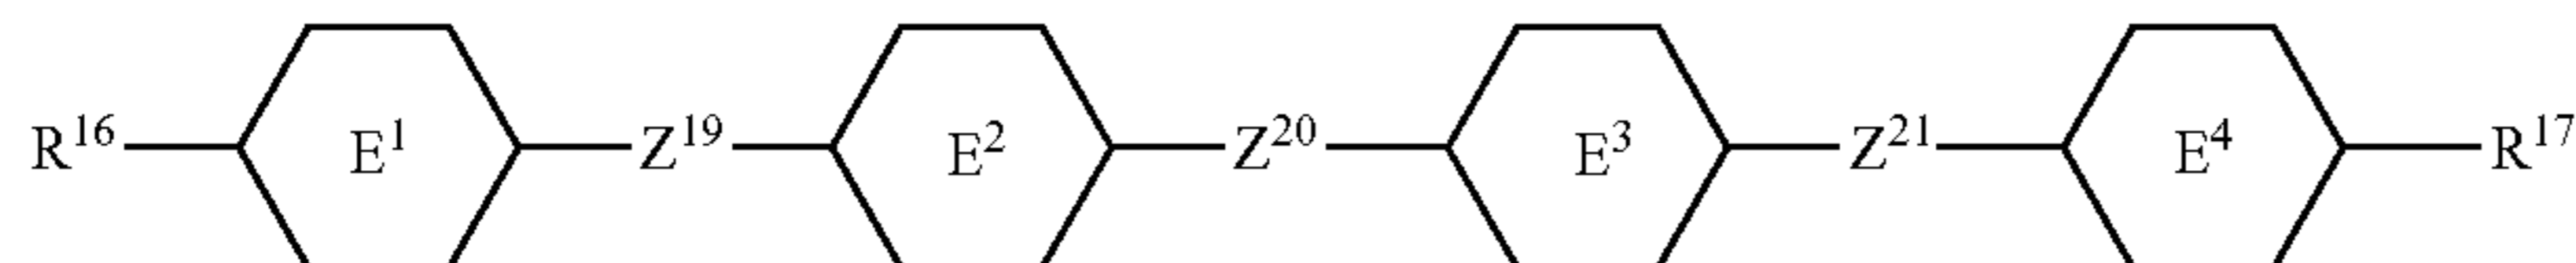 R¹⁶ E¹ Z¹⁹ E² Z²⁰ E³ Z²¹ E⁴ R¹⁷